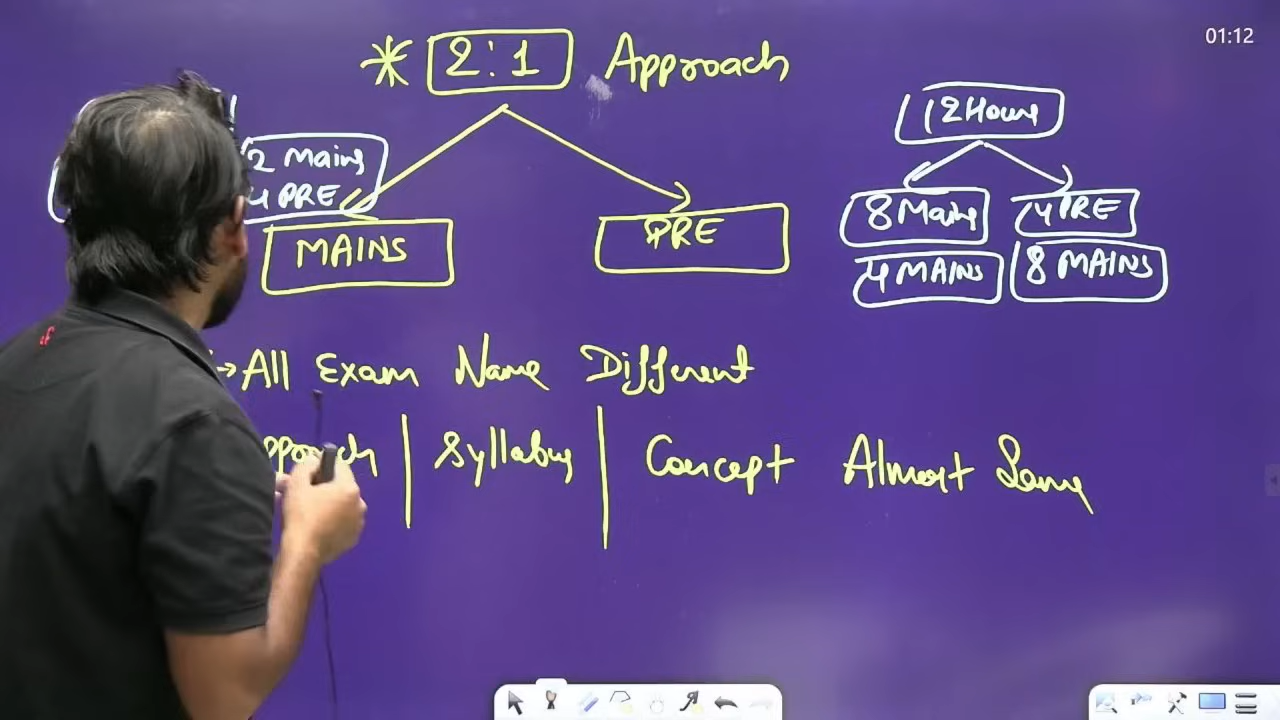 01:12
* 2:1 Approach
12 Hours
2 Mains
4 PRE
8 Mains
4 PRE
MAINS
PRE
4 MAINS
8 MAINS
→ All Exam Name Different
Syllabus | Concept Almost Same